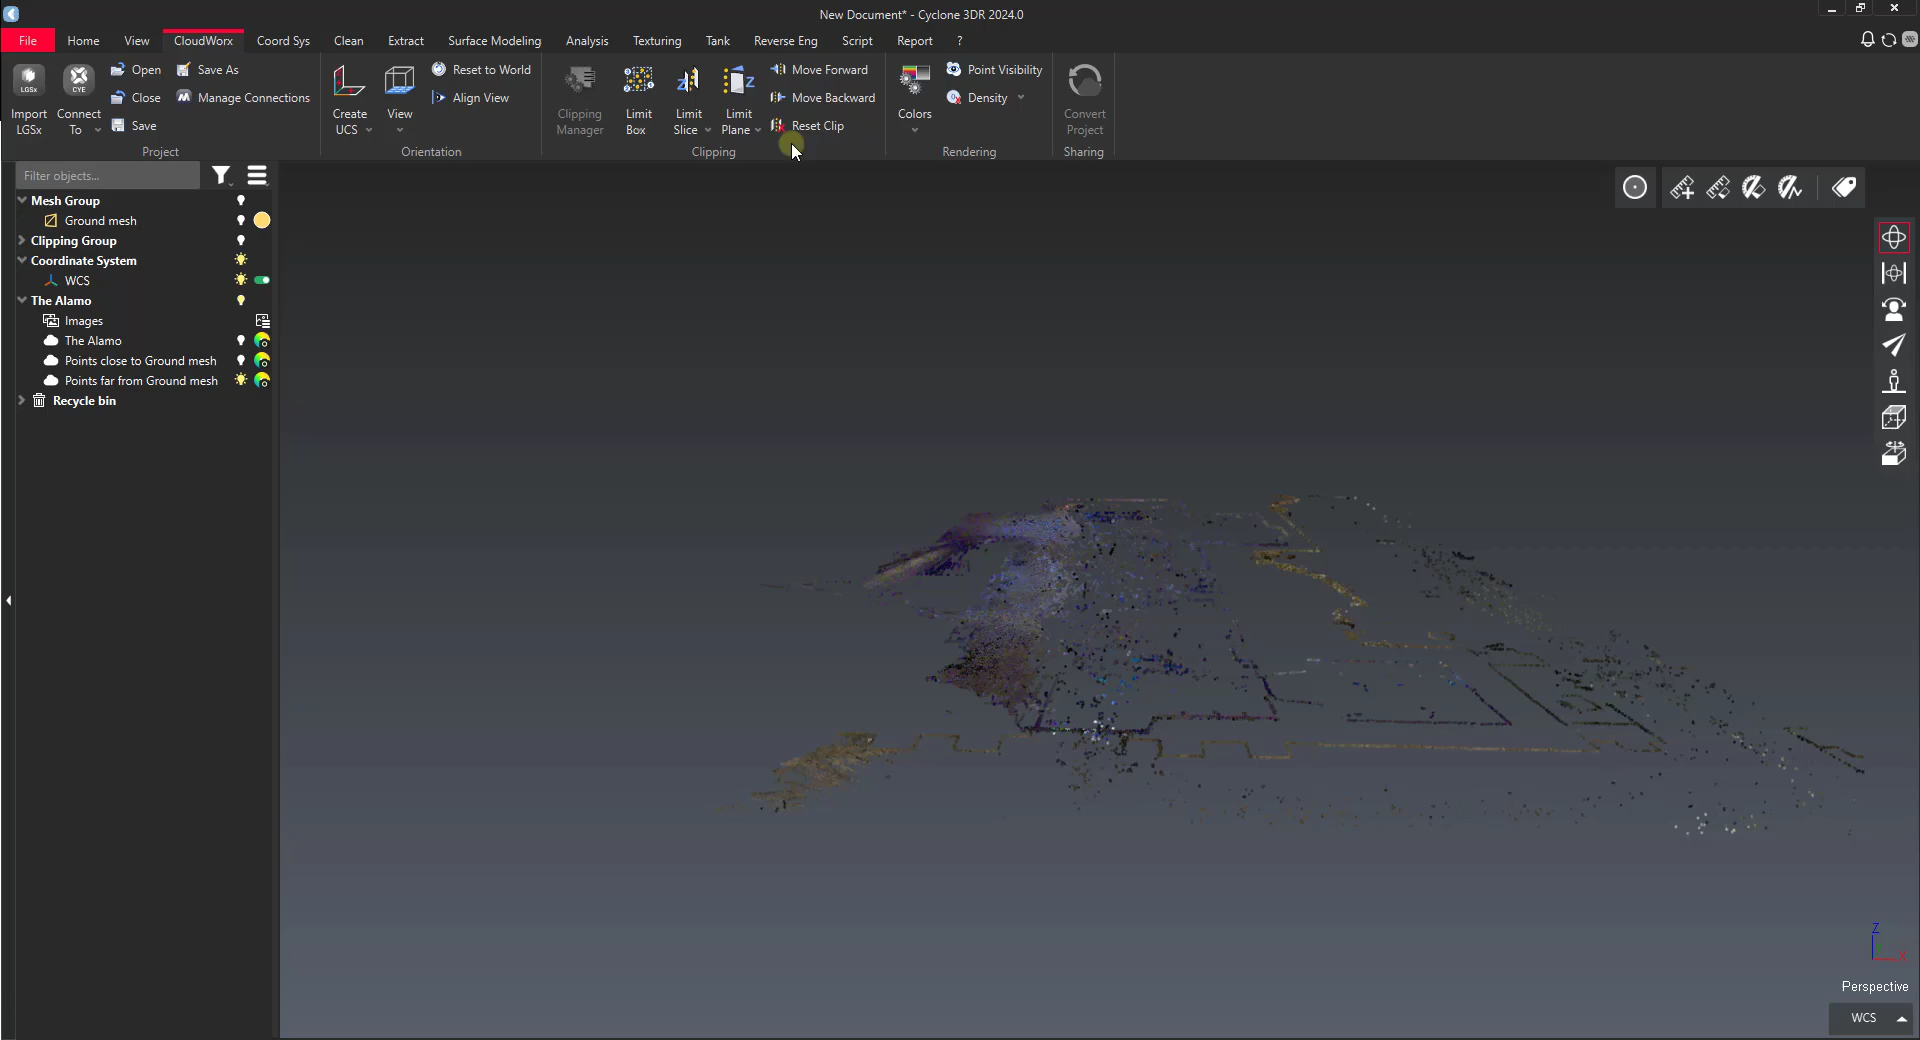 New Document* - Cyclone 3DR 2024.0
File Home View CloudWorx Coord Sys Clean Extract Surface Modeling Analysis Texturing Tank Reverse Eng Script Report ?
LGSx
Import LGSx
CYE
Connect To
Open
Close
Save
Save As
Manage Connections
Project
Create UCS
View
Reset to World
Align View
Orientation
Clipping Manager
Limit Box
Limit Slice
Limit Plane
Move Forward
Move Backward
Reset Clip
Clipping
Colors
Point Visibility
Density
Rendering
Convert Project
Sharing
Filter objects...
Mesh Group
Ground mesh
Clipping Group
Coordinate System
WCS
The Alamo
Images
The Alamo
Points close to Ground mesh
Points far from Ground mesh
Recycle bin
Z
X
Perspective
WCS